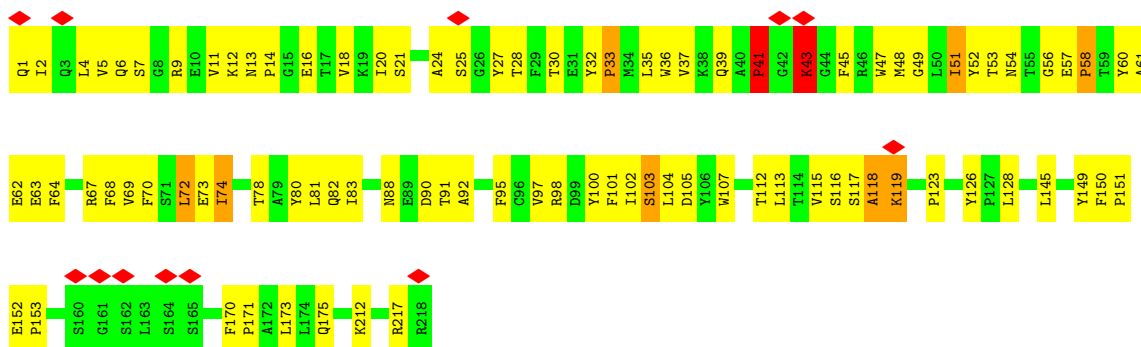 Q1 I2 Q3 L4 V5 Q6 S7 G8 R9 E10 V11 K12 N13 P14 G15 E16 T17 V18 K19 I20 S21 A24 S25 G26 Y27 T28 F29 T30 E31 Y32 P33 M34 L35 W36 V37 K38 Q39 A40 P41 G42 K43 G44 F45 R46 W47 M48 G49 L50 I51 Y52 T53 N54 T55 G56 E57 P58 T59 Y60 A61
E62 E63 F64 R67 F68 V69 F70 S71 L72 E73 I74 T78 A79 Y80 L81 Q82 I83 N88 E89 D90 T91 A92 F95 C96 V97 R98 D99 Y100 F101 I102 S103 L104 D105 Y106 W107 T112 L113 T114 V115 S116 S117 A118 K119 P123 Y126 P127 L128 L145 Y149 F150 P151
E152 P153 S160 G161 S162 L163 S164 S165 F170 P171 A172 L173 L174 Q175 K212 R217 R218